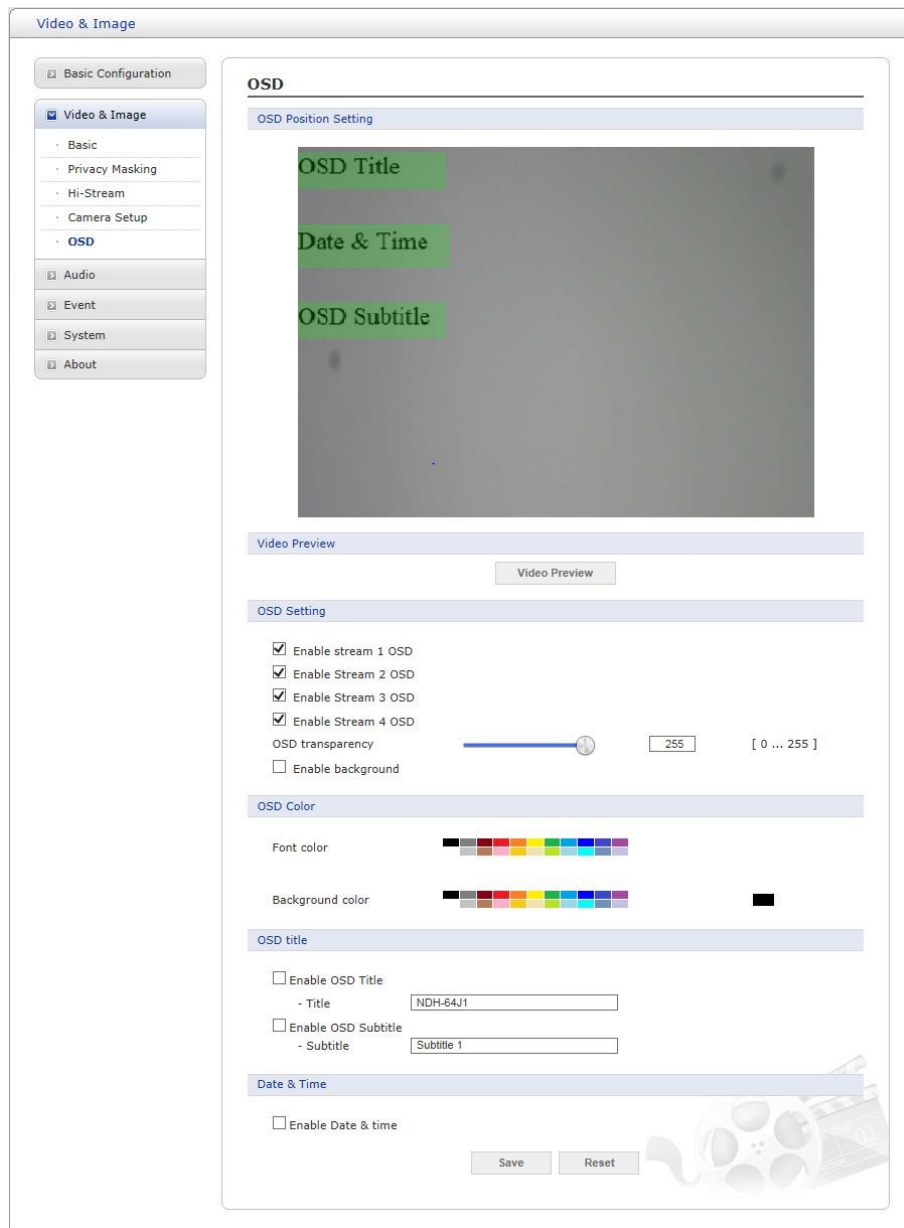 Video & Image
Basic Configuration
Video & Image
Basic
Privacy Masking
Hi-Stream
Camera Setup
OSD
Audio
Event
System
About
OSD
OSD Position Setting
OSD Title
Date & Time
OSD Subtitle
Video Preview
Video Preview
OSD Setting
Enable stream 1 OSD
Enable Stream 2 OSD
Enable Stream 3 OSD
Enable Stream 4 OSD
OSD transparency 255 [ 0 ... 255 ]
Enable background
OSD Color
Font color
Background color
OSD title
Enable OSD Title
- Title NDH-64J1
Enable OSD Subtitle
- Subtitle Subtitle 1
Date & Time
Enable Date & time
Save Reset